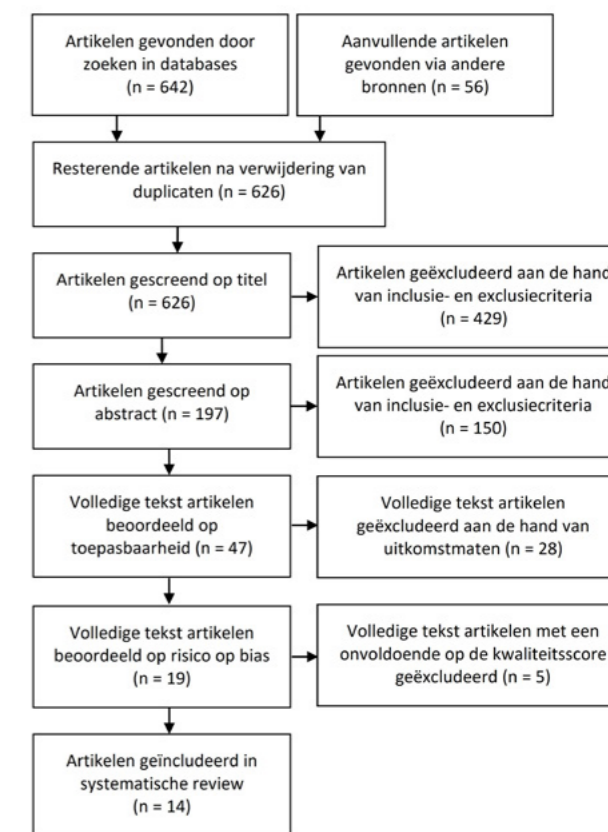 Artikelen gevonden door
zoeken in databases
(n = 642)
Aanvullende artikelen
gevonden via andere
bronnen (n = 56)
Resterende artikelen na verwijdering van
duplicaten (n = 626)
Artikelen gescreend op titel
(n = 626)
Artikelen geëxcludeerd aan de hand
van inclusie- en exclusiecriteria
(n = 429)
Artikelen gescreend op
abstract (n = 197)
Artikelen geëxcludeerd aan de hand
van inclusie- en exclusiecriteria
(n = 150)
Volledige tekst artikelen
beoordeeld op
toepasbaarheid (n = 47)
Volledige tekst artikelen
geëxcludeerd aan de hand van
uitkomstmaten (n = 28)
Volledige tekst artikelen
beoordeeld op risico op bias
(n = 19)
Volledige tekst artikelen met een
onvoldoende op de kwaliteitsscore
geëxcludeerd (n = 5)
Artikelen geïncludeerd in
systematische review
(n = 14)